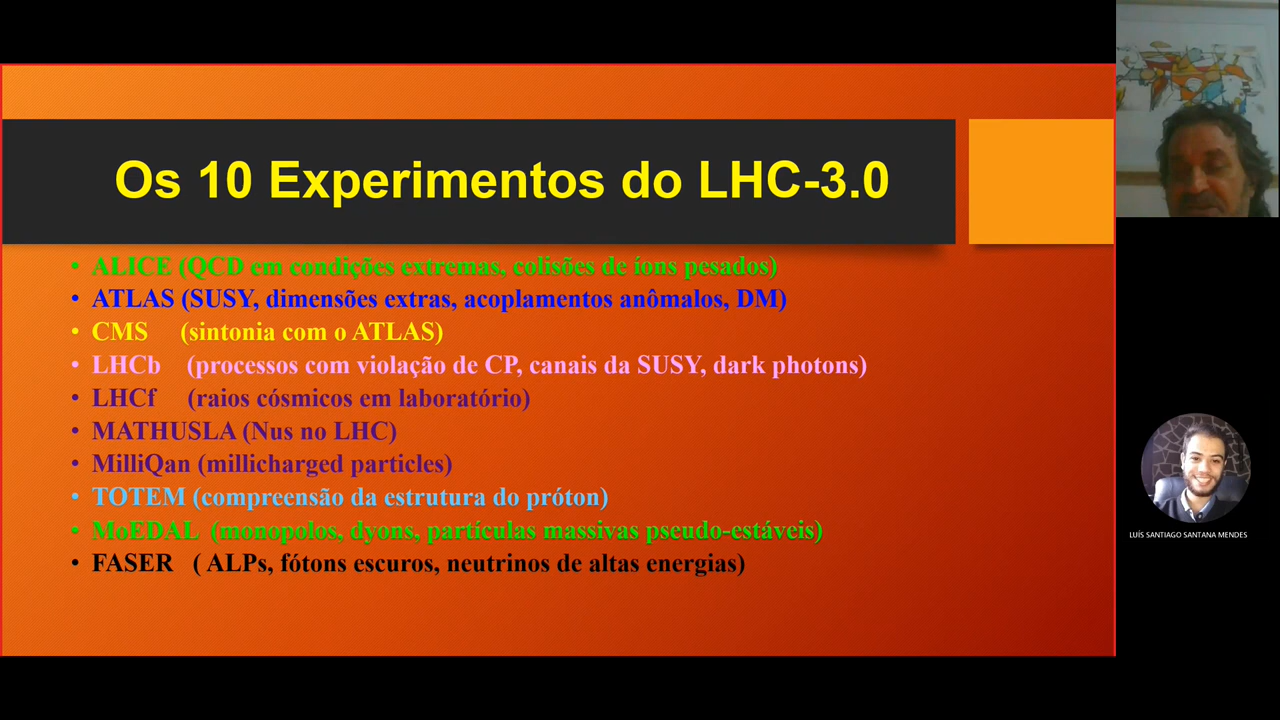 Os 10 Experimentos do LHC-3.0
• ALICE (QCD em condições extremas, colisões de íons pesados)
• ATLAS (SUSY, dimensões extras, acoplamentos anômalos, DM)
• CMS (sintonia com o ATLAS)
• LHCb (processos com violação de CP, canais da SUSY, dark photons)
• LHCf (raios cósmicos em laboratório)
• MATHUSLA (Nus no LHC)
• MilliQan (millicharged particles)
• TOTEM (compreensão da estrutura do próton)
• MoEDAL (monopolos, dyons, partículas massivas pseudo-estáveis)
• FASER ( ALPs, fótons escuros, neutrinos de altas energias)
LUÍS SANTIAGO SANTANA MENDES